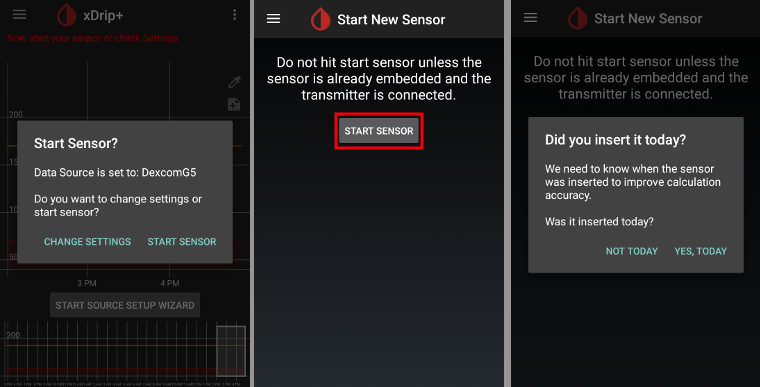 xDrip+
Now start your sensor or check Settings
200
150
100
50
Start Sensor?
Data Source is set to: DexcomG5
Do you want to change settings or
start sensor?
CHANGE SETTINGS
START SENSOR
3 PM
4 PM
START SOURCE SETUP WIZARD
200
Start New Sensor
Do not hit start sensor unless the
sensor is already embedded and the
transmitter is connected.
START SENSOR
Start New Sensor
Do not hit start sensor unless the
sensor is already embedded and the
transmitter is connected.
Did you insert it today?
We need to know when the sensor
was inserted to improve calculation
accuracy.
Was it inserted today?
NOT TODAY
YES, TODAY